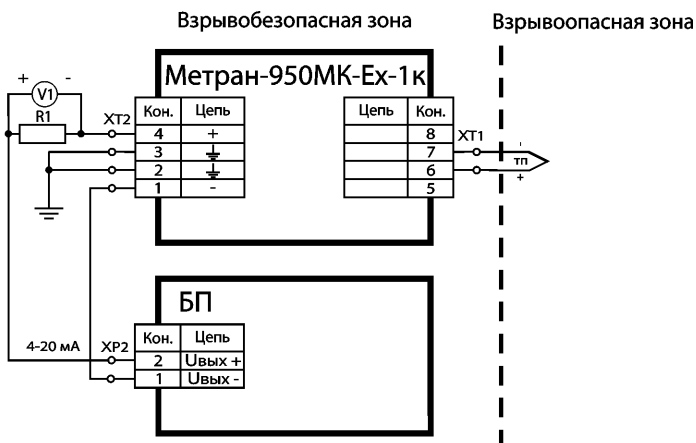 Взрывобезопасная зона
Взрывоопасная зона
Метран-950МК-Ех-1к
+ V1 -
R1
XT2
Кон. Цепь
4 +
3
2
1 -
Цепь Кон.
8
7
6
5
XT1
-
ТП
+
БП
4-20 мА
XP2
Кон. Цепь
2 Uвых +
1 Uвых -